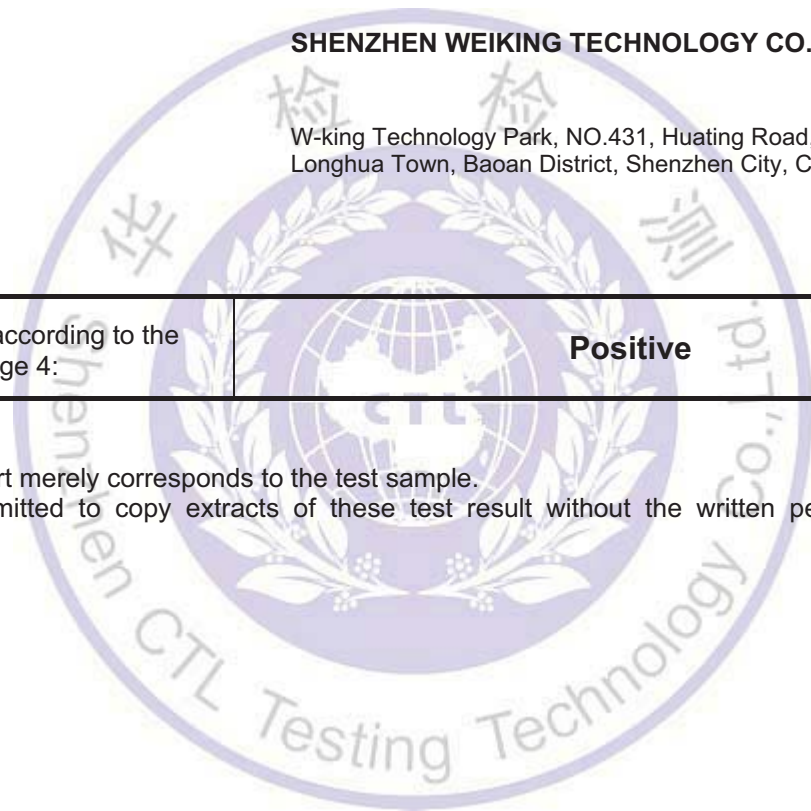 SHENZHEN WEIKING TECHNOLOGY CO.
W-king Technology Park, NO.431, Huating Road,
Longhua Town, Baoan District, Shenzhen City, C
according to the
ge 4:
Positive
rt merely corresponds to the test sample.
mitted to copy extracts of these test result without the written pe
华检检测
CTL
Shenzhen CTL Testing Technology Co., Ltd.